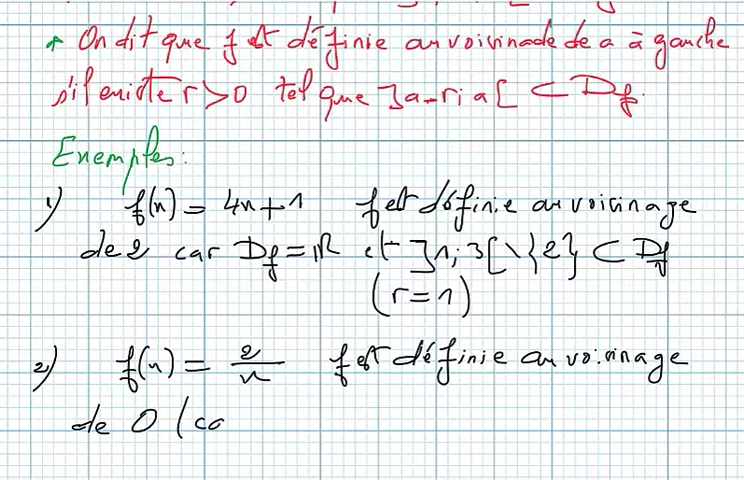 * On dit que f est définie au voisinade de a à gauche
s'il existe r > 0 tel que ]a-r; a[ ⊂ Df.
Exemples:
1) f(x) = 4x+1 f est définie au voisinage
de 2 car Df = ℝ et ]1; 3[ \ {2} ⊂ Df
(r = 1)
2) f(x) = 2/x f est définie au voisinage
de 0 (ca